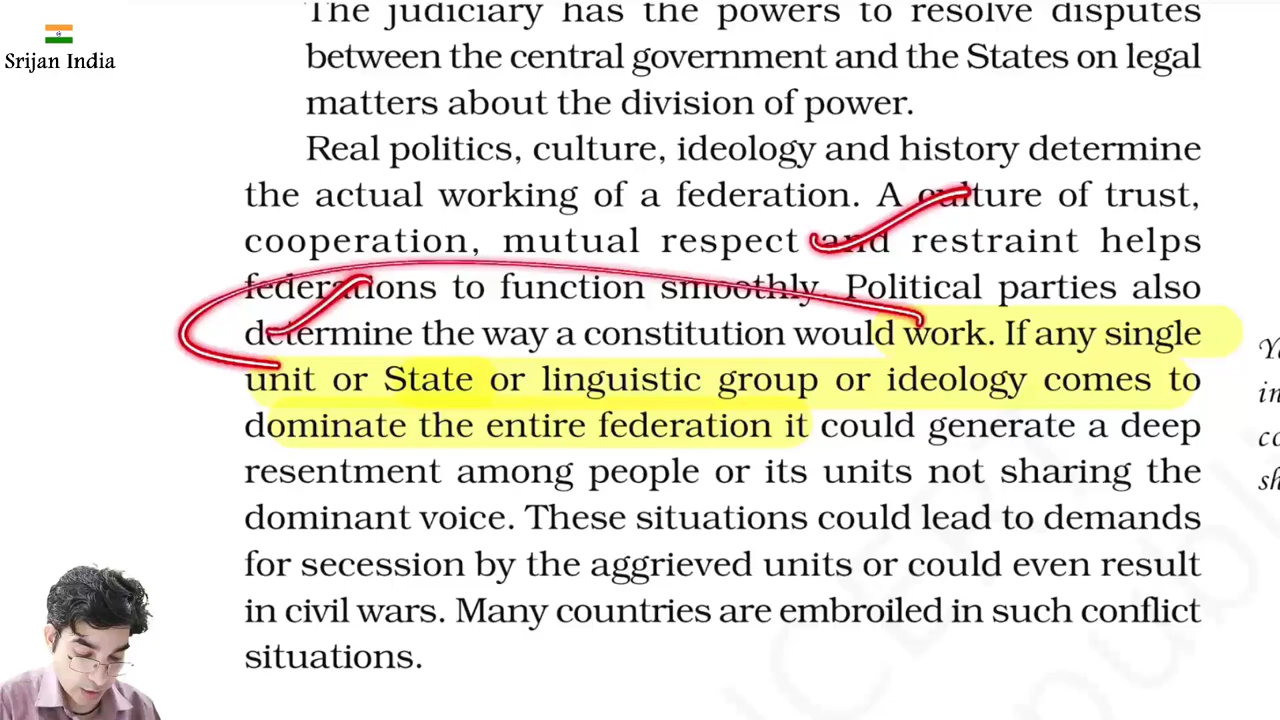 Srijan India
The judiciary has the powers to resolve disputes
between the central government and the States on legal
matters about the division of power.
Real politics, culture, ideology and history determine
the actual working of a federation. A culture of trust,
cooperation, mutual respect and restraint helps
federations to function smoothly. Political parties also
determine the way a constitution would work. If any single
unit or State or linguistic group or ideology comes to
dominate the entire federation it could generate a deep
resentment among people or its units not sharing the
dominant voice. These situations could lead to demands
for secession by the aggrieved units or could even result
in civil wars. Many countries are embroiled in such conflict
situations.